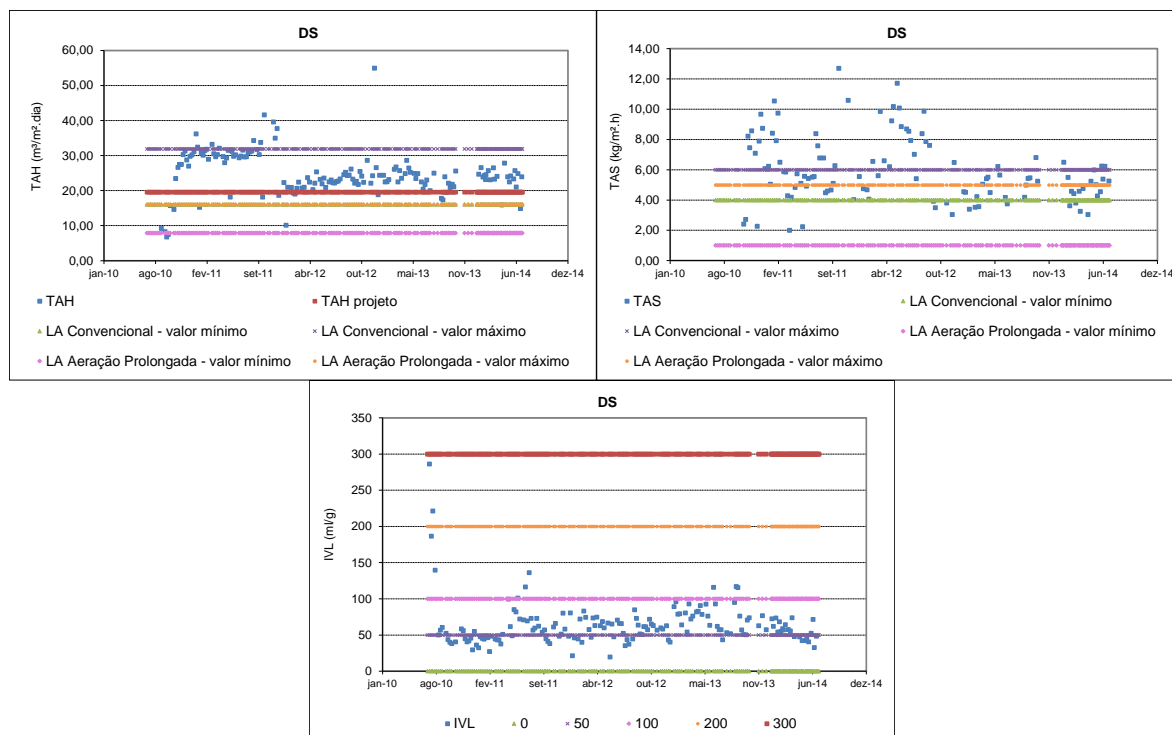 DS
TAH (m³/m².dia)
60,00
50,00
40,00
30,00
20,00
10,00
0,00
jan-10 ago-10 fev-11 set-11 abr-12 out-12 mai-13 nov-13 jun-14 dez-14
TAH TAH projeto
LA Convencional - valor mínimo LA Convencional - valor máximo
LA Aeração Prolongada - valor mínimo LA Aeração Prolongada - valor máximo
DS
TAS (kg/m².h)
14,00
12,00
10,00
8,00
6,00
4,00
2,00
0,00
jan-10 ago-10 fev-11 set-11 abr-12 out-12 mai-13 nov-13 jun-14 dez-14
TAS LA Convencional - valor mínimo
LA Convencional - valor máximo LA Aeração Prolongada - valor mínimo
LA Aeração Prolongada - valor máximo
DS
IVL (ml/g)
350
300
250
200
150
100
50
0
jan-10 ago-10 fev-11 set-11 abr-12 out-12 mai-13 nov-13 jun-14 dez-14
IVL 0 50 100 200 300